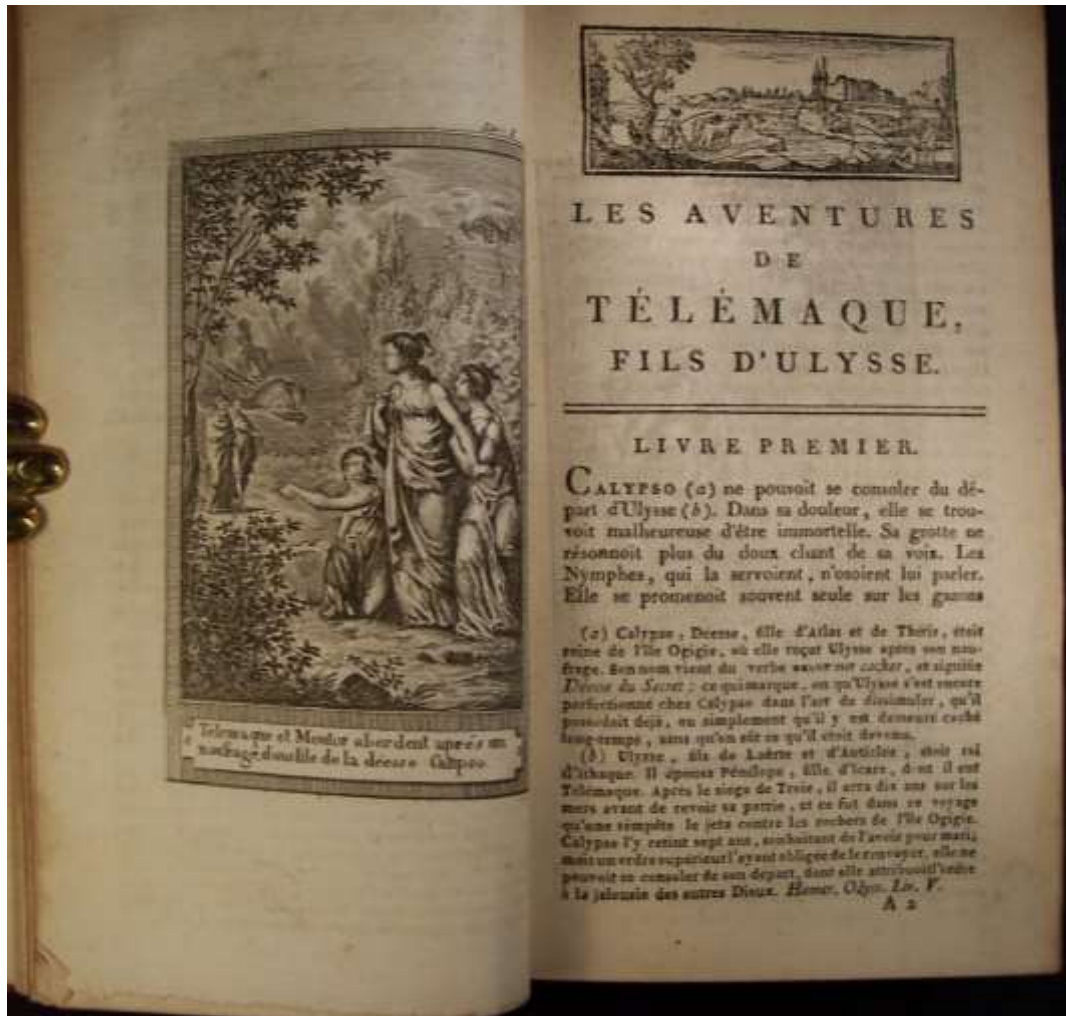 Telemaque et Mentor abordent après un
naufrage dans l'isle de la déesse Calipso
LES AVENTURES
DE
TÉLÉMAQUE,
FILS D'ULYSSE.
LIVRE PREMIER.
CALYPSO (a) ne pouvoit se consoler du dé-
part d'Ulysse (b). Dans sa douleur, elle se trou-
voit malheureuse d'être immortelle. Sa grotte ne
résonnoit plus du doux chant de sa voix. Les
Nymphes, qui la servoient, n'osoient lui parler.
Elle se promenoit souvent seule sur les gazons
(a) Calypso, Déesse, fille d'Atlas et de Thétis, étoit
reine de l'île Ogigie, où elle reçut Ulysse après son nau-
frage. Son nom vient du verbe cacher, et signifie
Déesse du Secret; ce qui marque, ou qu'Ulysse s'est encore
perfectionné chez Calypso dans l'art de dissimuler, qu'il
possédait déjà, ou simplement qu'il y est demeuré caché
long-temps, sans qu'on sût ce qu'il étoit devenu.
(b) Ulysse, fils de Laërte et d'Anticlée, étoit roi
d'Ithaque. Il épousa Pénélope, fille d'Icare, dont il eut
Télémaque. Après le siege de Troie, il erra dix ans sur les
mers avant de revoir sa patrie, et ce fut dans ce voyage
qu'une tempête le jeta contre les rochers de l'île Ogigie.
Calypso l'y retint sept ans, souhaitant de l'avoir pour mari;
mais un ordre supérieur l'ayant obligée de le renvoyer, elle ne
pouvoit se consoler de son départ, dont elle attribuoit l'ordre
à la jalousie des autres Dieux. Homer. Odyss. Liv. V.
A 2